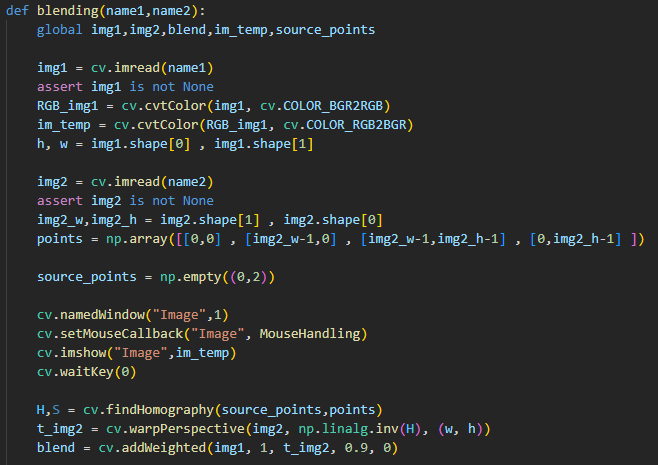 def blending(name1,name2):
    global img1,img2,blend,im_temp,source_points
    img1 = cv.imread(name1)
    assert img1 is not None
    RGB_img1 = cv.cvtColor(img1, cv.COLOR_BGR2RGB)
    im_temp = cv.cvtColor(RGB_img1, cv.COLOR_RGB2BGR)
    h, w = img1.shape[0] , img1.shape[1]
    img2 = cv.imread(name2)
    assert img2 is not None
    img2_w,img2_h = img2.shape[1] , img2.shape[0]
    points = np.array([[0,0] , [img2_w-1,0] , [img2_w-1,img2_h-1] , [0,img2_h-1] ])
    source_points = np.empty((0,2))
    cv.namedWindow("Image",1)
    cv.setMouseCallback("Image", MouseHandling)
    cv.imshow("Image",im_temp)
    cv.waitKey(0)
    H,S = cv.findHomography(source_points,points)
    t_img2 = cv.warpPerspective(img2, np.linalg.inv(H), (w, h))
    blend = cv.addWeighted(img1, 1, t_img2, 0.9, 0)